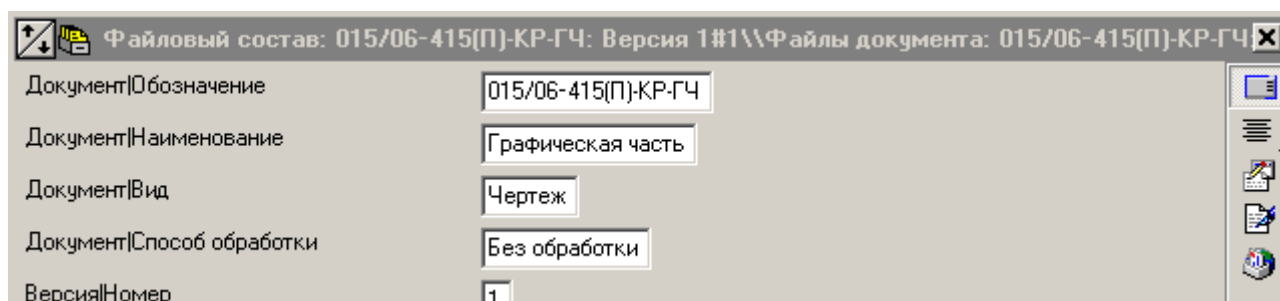 Файловый состав: 015/06-415(П)-КР-ГЧ: Версия 1#1\\Файлы документа: 015/06-415(П)-КР-ГЧ
Документ|Обозначение 015/06-415(П)-КР-ГЧ
Документ|Наименование Графическая часть
Документ|Вид Чертеж
Документ|Способ обработки Без обработки
Версия|Номер 1